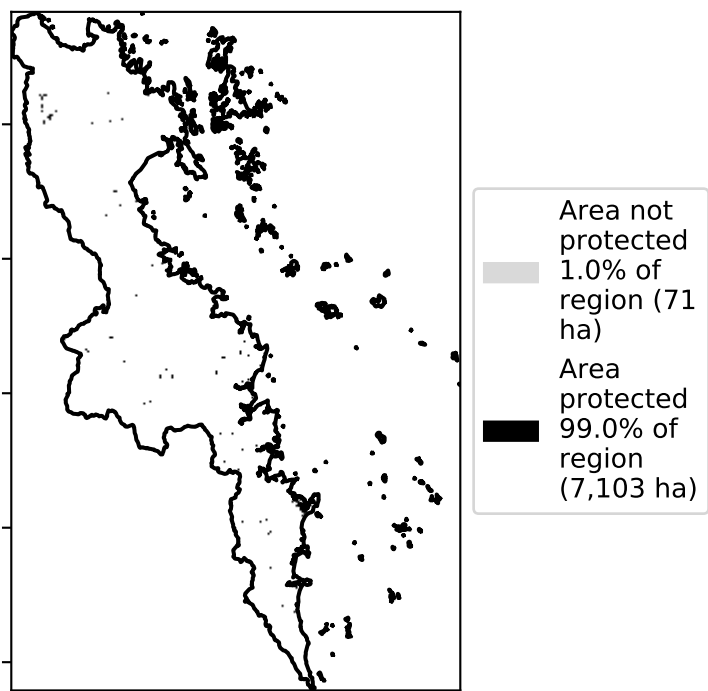 Area not
protected
1.0% of
region (71
ha)
Area
protected
99.0% of
region
(7,103 ha)